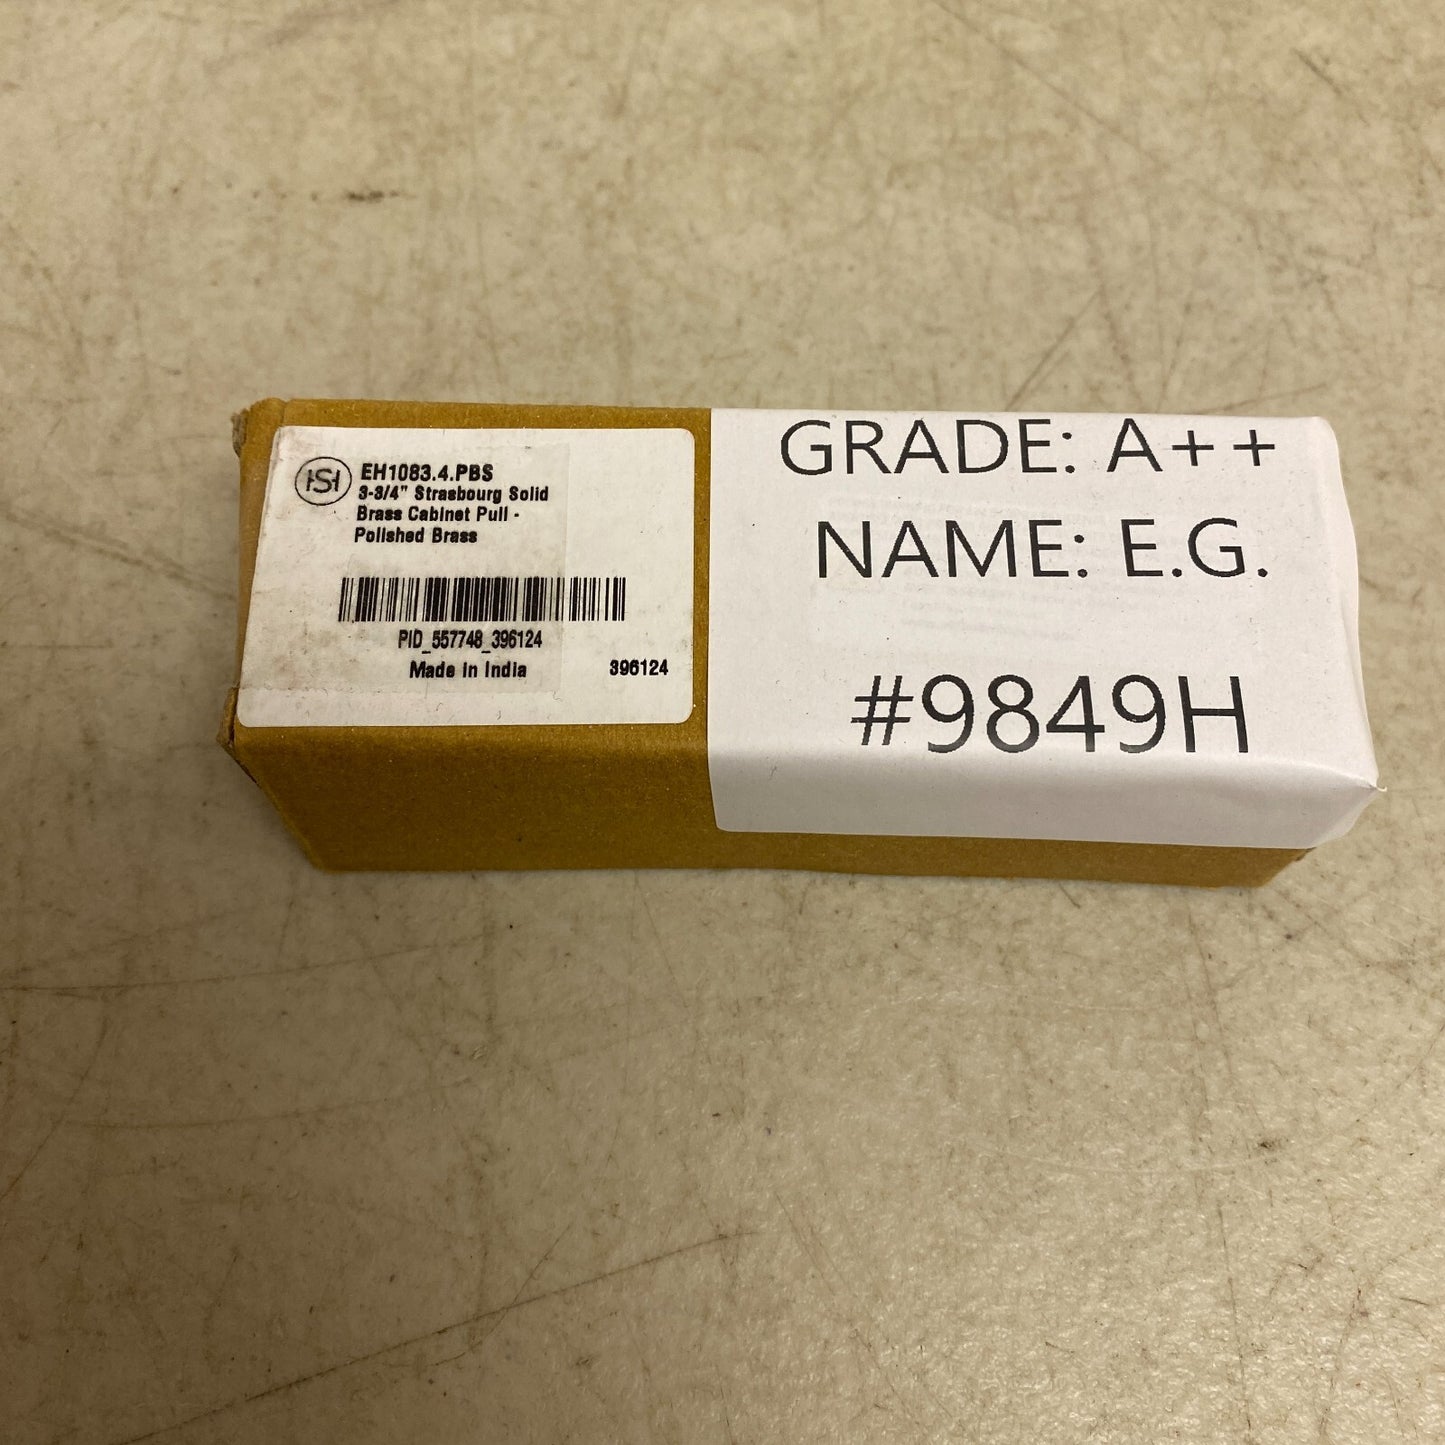 HSH
EH1083.4.PBS
3-3/4" Strasbourg Solid
Brass Cabinet Pull -
Polished Brass
PID_557748_396124
Made in India
396124
GRADE: A++
NAME: E.G.
#9849H